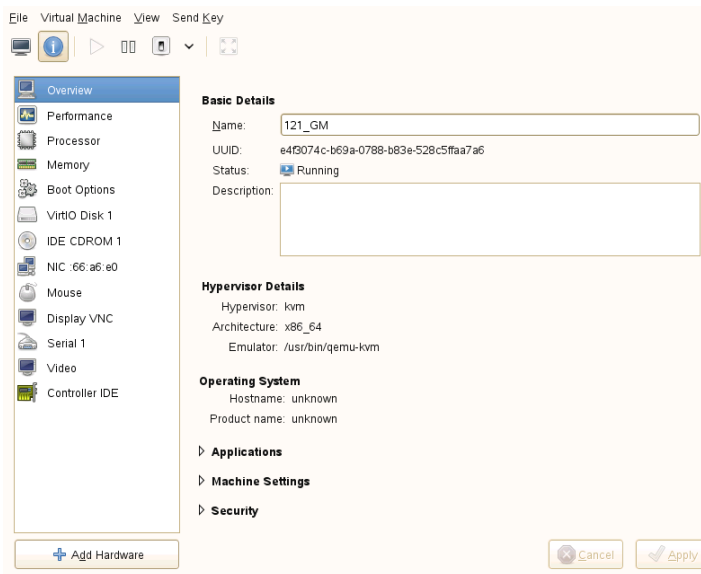 File Virtual Machine View Send Key
Overview
Performance
Processor
Memory
Boot Options
VirtIO Disk 1
IDE CDROM 1
NIC :66:a6:e0
Mouse
Display VNC
Serial 1
Video
Controller IDE
Add Hardware
Basic Details
Name: 121_GM
UUID: e4f3074c-b69a-0788-b83e-528c5ffaa7a6
Status: Running
Description:
Hypervisor Details
Hypervisor: kvm
Architecture: x86_64
Emulator: /usr/bin/qemu-kvm
Operating System
Hostname: unknown
Product name: unknown
Applications
Machine Settings
Security
Cancel Apply